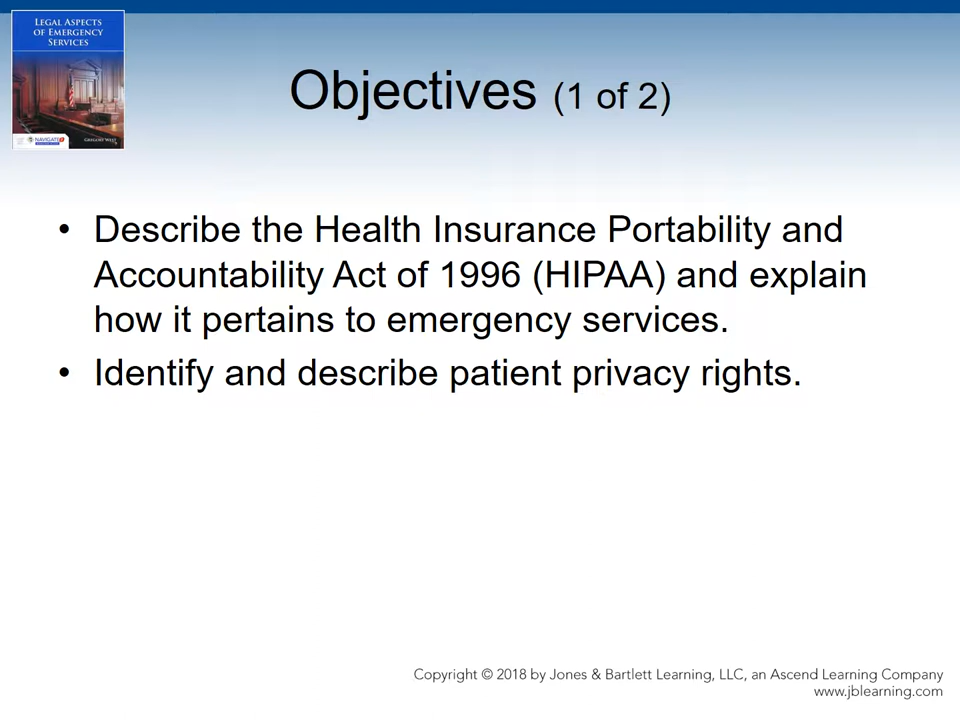 LEGAL ASPECTS
OF EMERGENCY
SERVICES
NAVIGATE
Objectives (1 of 2)
• Describe the Health Insurance Portability and
Accountability Act of 1996 (HIPAA) and explain
how it pertains to emergency services.
• Identify and describe patient privacy rights.
Copyright © 2018 by Jones & Bartlett Learning, LLC, an Ascend Learning Company
www.jblearning.com